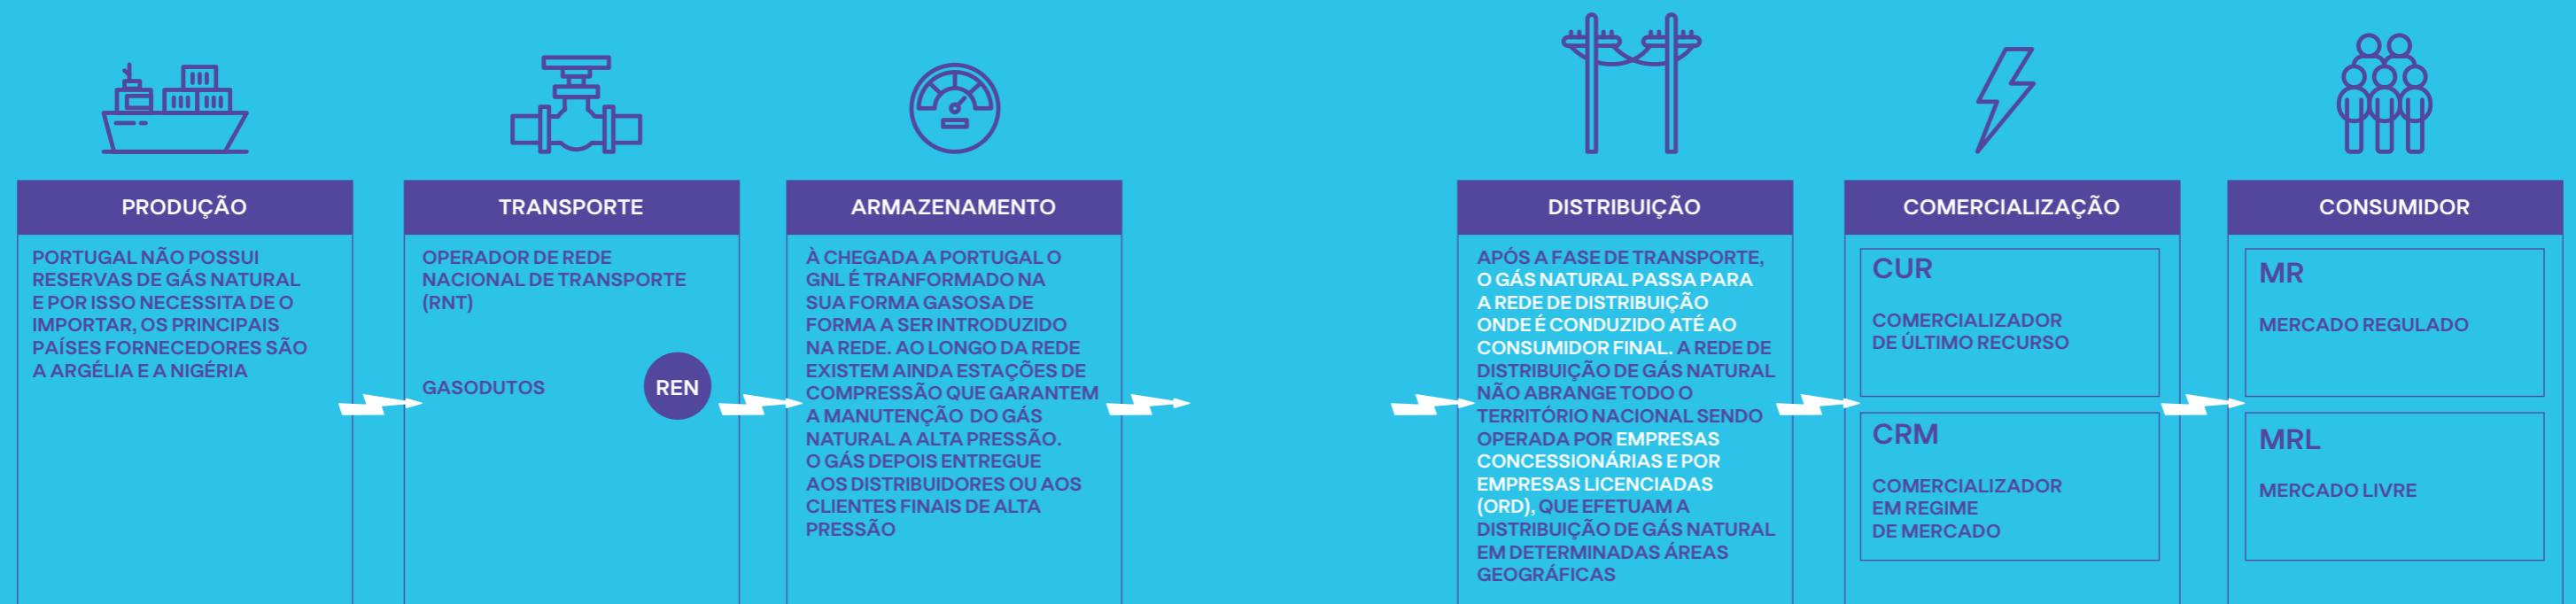 PRODUÇÃO
PORTUGAL NÃO POSSUI
RESERVAS DE GÁS NATURAL
E POR ISSO NECESSITA DE O
IMPORTAR, OS PRINCIPAIS
PAÍSES FORNECEDORES SÃO
A ARGÉLIA E A NIGÉRIA
TRANSPORTE
OPERADOR DE REDE
NACIONAL DE TRANSPORTE
(RNT)
GASODUTOS
REN
ARMAZENAMENTO
À CHEGADA A PORTUGAL O
GNL É TRANFORMADO NA
SUA FORMA GASOSA DE
FORMA A SER INTRODUZIDO
NA REDE. AO LONGO DA REDE
EXISTEM AINDA ESTAÇÕES DE
COMPRESSÃO QUE GARANTEM
A MANUTENÇÃO DO GÁS
NATURAL A ALTA PRESSÃO.
O GÁS DEPOIS ENTREGUE
AOS DISTRIBUIDORES OU AOS
CLIENTES FINAIS DE ALTA
PRESSÃO
DISTRIBUIÇÃO
APÓS A FASE DE TRANSPORTE,
O GÁS NATURAL PASSA PARA
A REDE DE DISTRIBUIÇÃO
ONDE É CONDUZIDO ATÉ AO
CONSUMIDOR FINAL. A REDE DE
DISTRIBUIÇÃO DE GÁS NATURAL
NÃO ABRANGE TODO O
TERRITÓRIO NACIONAL SENDO
OPERADA POR EMPRESAS
CONCESSIONÁRIAS E POR
EMPRESAS LICENCIADAS
(ORD), QUE EFETUAM A
DISTRIBUIÇÃO DE GÁS NATURAL
EM DETERMINADAS ÁREAS
GEOGRÁFICAS
COMERCIALIZAÇÃO
CUR
COMERCIALIZADOR
DE ÚLTIMO RECURSO
CRM
COMERCIALIZADOR
EM REGIME
DE MERCADO
CONSUMIDOR
MR
MERCADO REGULADO
MRL
MERCADO LIVRE